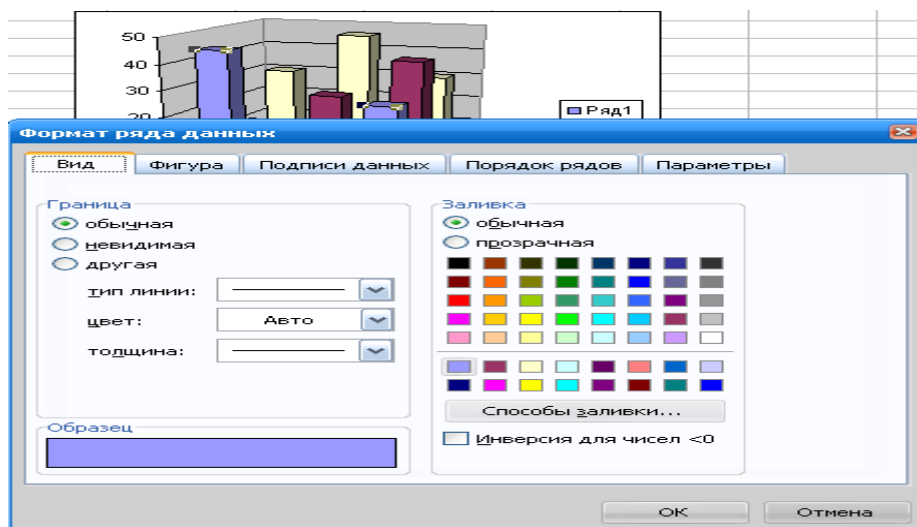 50
40
30
20
Ряд1
Формат ряда данных
Вид Фигура Подписи данных Порядок рядов Параметры
Граница
обычная
невидимая
другая
тип линии:
цвет: Авто
толщина:
Образец
Заливка
обычная
прозрачная
Способы заливки...
Инверсия для чисел <0
ОК Отмена